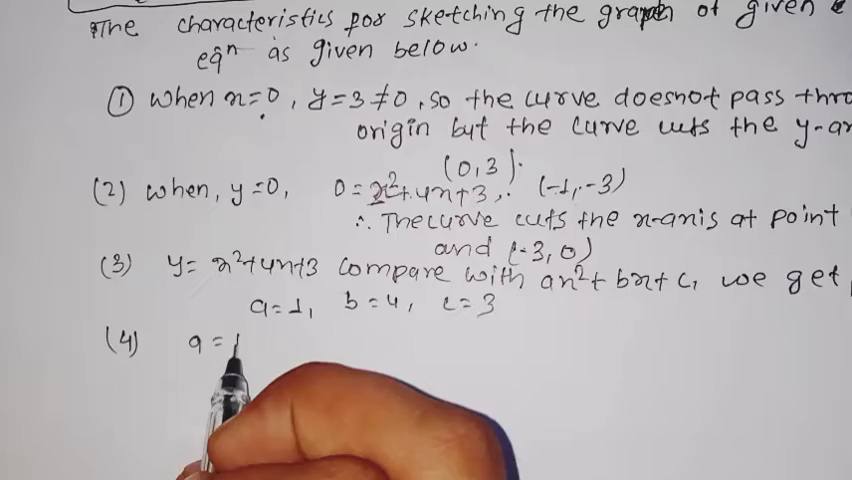 The characteristics for sketching the graph of given
eqⁿ as given below.
① when x=0, y=3≠0, so the curve doesnot pass thro
origin but the curve cuts the y-a
(0,3).
(2) when, y=0, 0=x²+4x+3, ∴ (-1,-3)
∴ The curve cuts the x-axis at point
and (-3,0)
(3) y=x²+4x+3 compare with ax²+bx+c, we get,
a=1, b=4, c=3
(4) a=1